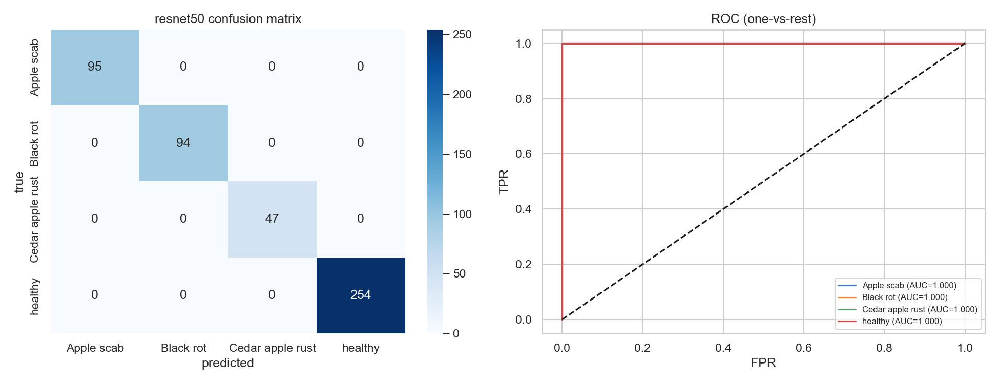 resnet50 confusion matrix
true
Apple scab
Black rot
Cedar apple rust
healthy
95 0 0 0
0 94 0 0
0 0 47 0
0 0 0 254
Apple scab Black rot Cedar apple rust healthy
predicted
250
200
150
100
50
0
ROC (one-vs-rest)
TPR
1.0
0.8
0.6
0.4
0.2
0.0
0.0 0.2 0.4 0.6 0.8 1.0
FPR
Apple scab (AUC=1.000)
Black rot (AUC=1.000)
Cedar apple rust (AUC=1.000)
healthy (AUC=1.000)